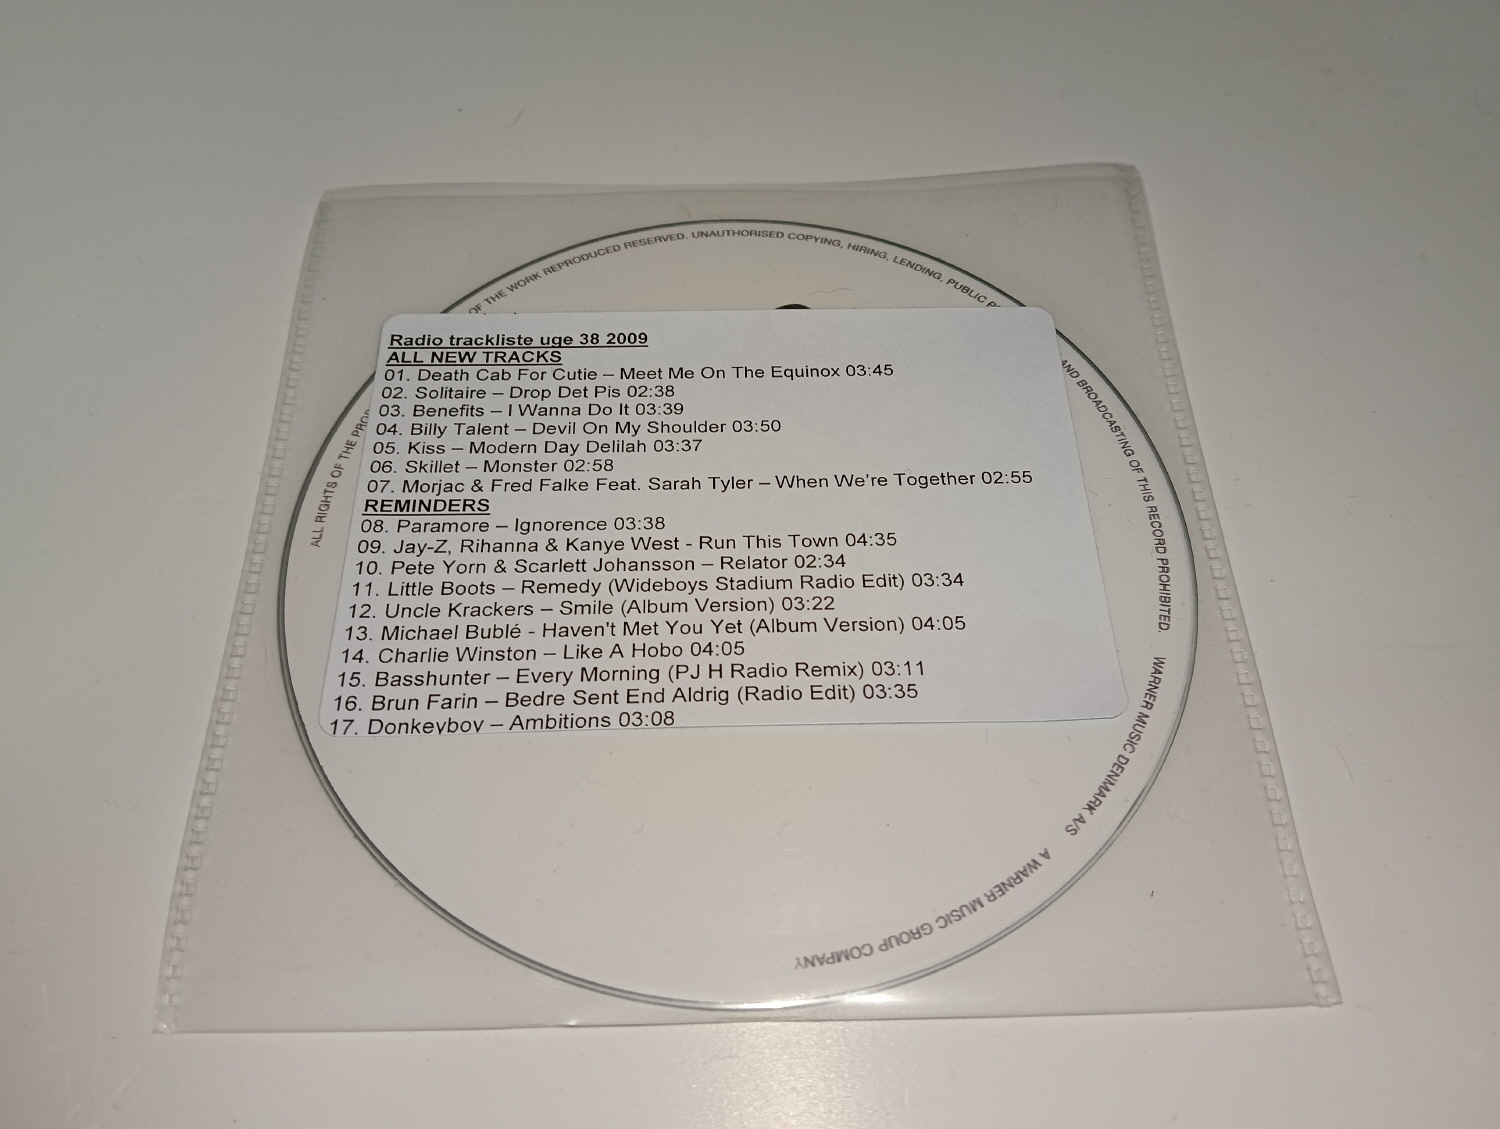 Radio trackliste uge 38 2009
ALL NEW TRACKS
01. Death Cab For Cutie – Meet Me On The Equinox 03:45
02. Solitaire – Drop Det Pis 02:38
03. Benefits – I Wanna Do It 03:39
04. Billy Talent – Devil On My Shoulder 03:50
05. Kiss – Modern Day Delilah 03:37
06. Skillet – Monster 02:58
07. Morjac & Fred Falke Feat. Sarah Tyler – When We're Together 02:55
REMINDERS
08. Paramore – Ignorence 03:38
09. Jay-Z, Rihanna & Kanye West - Run This Town 04:35
10. Pete Yorn & Scarlett Johansson – Relator 02:34
11. Little Boots – Remedy (Wideboys Stadium Radio Edit) 03:34
12. Uncle Krackers – Smile (Album Version) 03:22
13. Michael Bublé - Haven't Met You Yet (Album Version) 04:05
14. Charlie Winston – Like A Hobo 04:05
15. Basshunter – Every Morning (PJ H Radio Remix) 03:11
16. Brun Farin – Bedre Sent End Aldrig (Radio Edit) 03:35
17. Donkeyboy – Ambitions 03:08
ALL RIGHTS OF THE
OF THE WORK REPRODUCED RESERVED. UNAUTHORISED COPYING, HIRING, LENDING, PUBLIC
AND BROADCASTING OF THIS RECORD PROHIBITED.
WARNER MUSIC DENMARK A/S
A WARNER MUSIC GROUP COMPANY